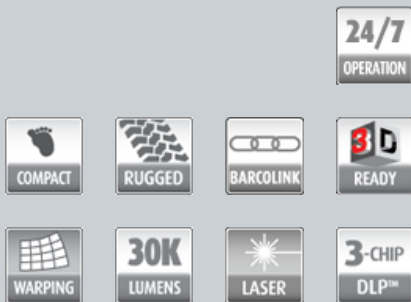 24/7
OPERATION
COMPACT
RUGGED
BARCOLINK
3D
READY
WARPING
30K
LUMENS
LASER
3-CHIP
DLP™